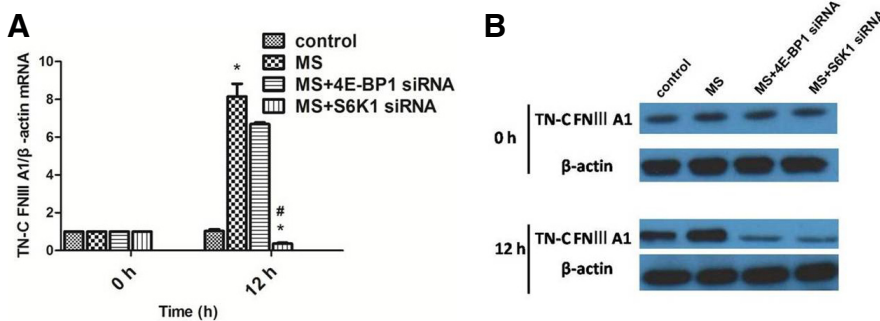 A
TN-C FNIII A1/β -actin mRNA
10
8
6
4
2
0
*
#
*
control
MS
MS+4E-BP1 siRNA
MS+S6K1 siRNA
0 h
12 h
Time (h)
B
control
MS
MS+4E-BP1 siRNA
MS+S6K1 siRNA
0 h
TN-C FNIII A1
β-actin
12 h
TN-C FNIII A1
β-actin